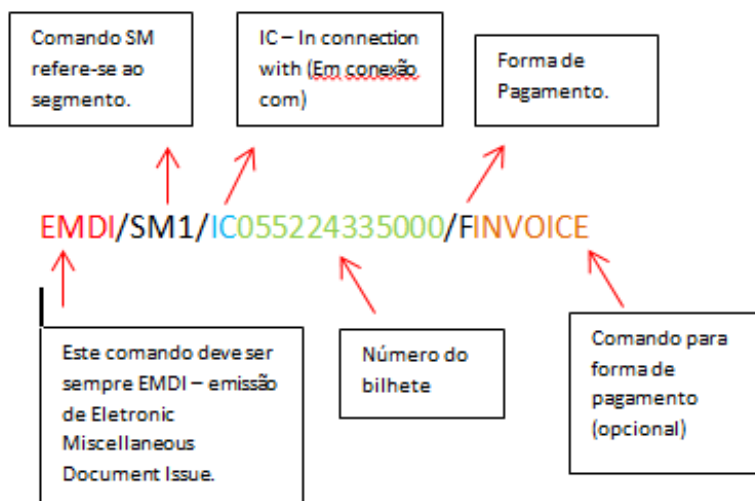 Comando SM
refere-se ao
segmento.
IC – In connection
with (Em conexão
com)
Forma de
Pagamento.
EMDI/SM1/IC055224335000/FINVOICE
Este comando deve ser
sempre EMDI – emissão
de Eletronic
Miscellaneous
Document Issue.
Número do
bilhete
Comando para
forma de
pagamento
(opcional)